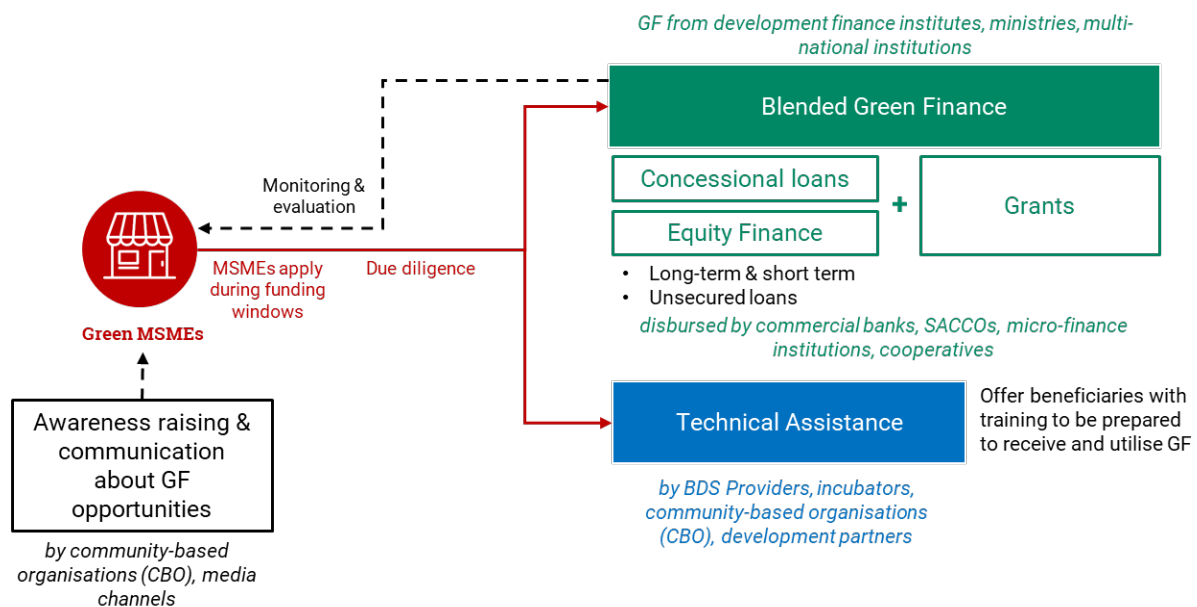 GF from development finance institutes, ministries, multi-
national institutions
Blended Green Finance
Concessional loans
Equity Finance
+
Grants
• Long-term & short term
• Unsecured loans
disbursed by commercial banks, SACCOs, micro-finance
institutions, cooperatives
Monitoring &
evaluation
MSMEs apply
during funding
windows
Due diligence
Green MSMEs
Awareness raising &
communication
about GF
opportunities
by community-based
organisations (CBO), media
channels
Technical Assistance
Offer beneficiaries with
training to be prepared
to receive and utilise GF
by BDS Providers, incubators,
community-based organisations
(CBO), development partners